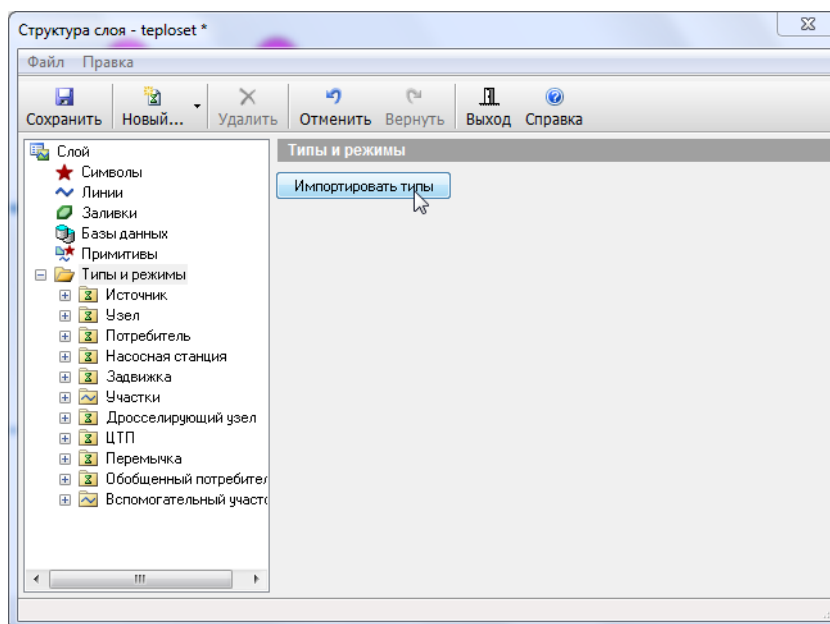 Структура слоя - teploset *
Файл Правка
Сохранить Новый... Удалить Отменить Вернуть Выход Справка
Слой
Типы и режимы
Символы
Импортировать типы
Линии
Заливки
Базы данных
Примитивы
Типы и режимы
Источник
Узел
Потребитель
Насосная станция
Задвижка
Участки
Дросселирующий узел
ЦТП
Перемычка
Обобщенный потребител
Вспомогательный участо